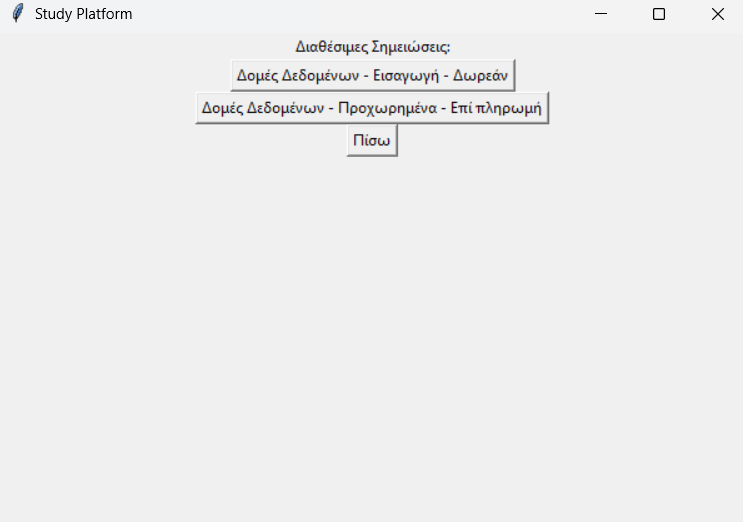 Study Platform
Διαθέσιμες Σημειώσεις:
Δομές Δεδομένων - Εισαγωγή - Δωρεάν
Δομές Δεδομένων - Προχωρημένα - Επί πληρωμή
Πίσω